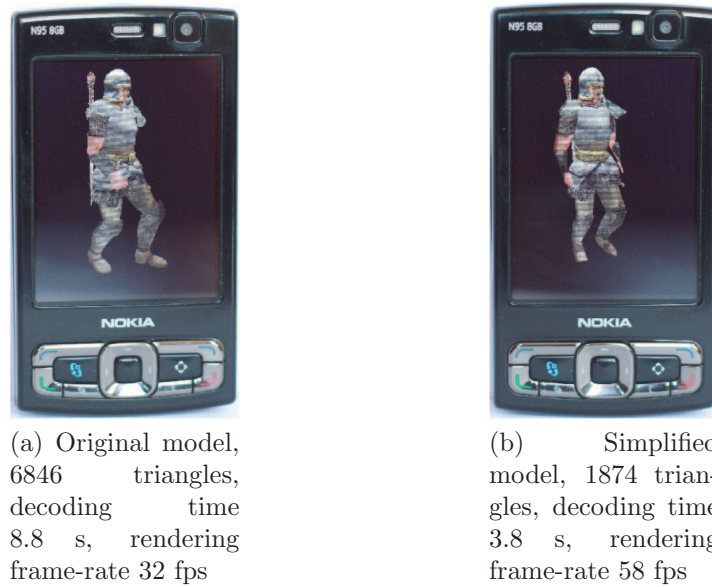 N95 8GB
NOKIA
(a) Original model,
6846 triangles,
decoding time
8.8 s, rendering
frame-rate 32 fps
N95 8GB
NOKIA
(b) Simplified
model, 1874 trian-
gles, decoding time
3.8 s, rendering
frame-rate 58 fps